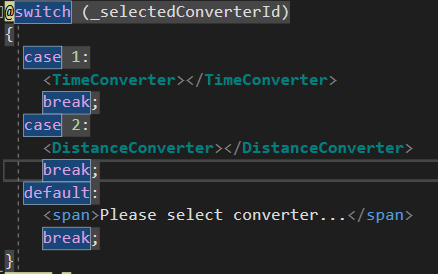 @switch (_selectedConverterId)
{
case 1:
<TimeConverter></TimeConverter>
break;
case 2:
<DistanceConverter></DistanceConverter>
break;
default:
<span>Please select converter...</span>
break;
}